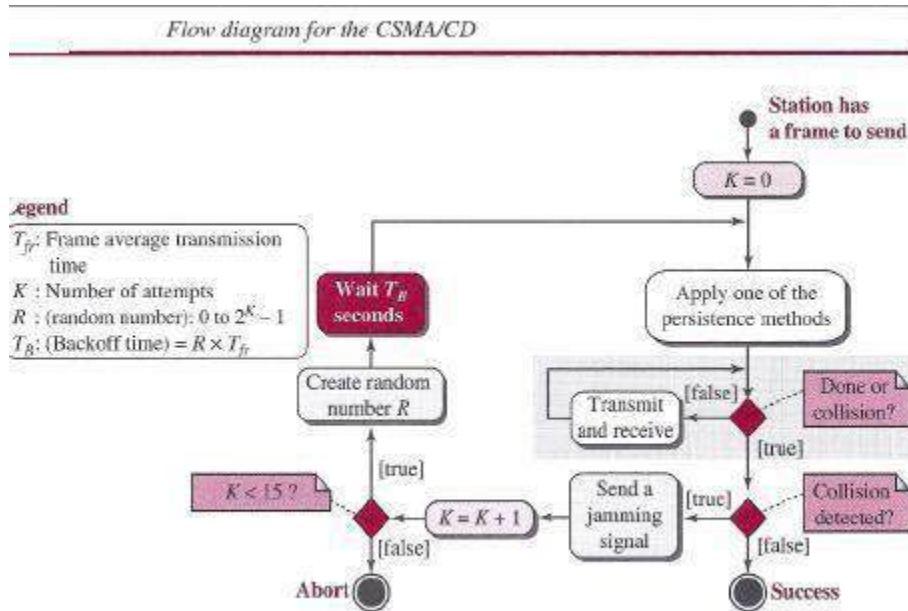 Flow diagram for the CSMA/CD
Station has
a frame to send
K = 0
Legend
T_fr: Frame average transmission
time
K : Number of attempts
R : (random number): 0 to 2^K − 1
T_B: (Backoff time) = R × T_fr
Wait T_B
seconds
Apply one of the
persistence methods
Create random
number R
Transmit
and receive
[false]
Done or
collision?
[true]
K < 15 ?
[true]
K = K + 1
Send a
jamming
signal
[true]
Collision
detected?
[false]
Abort
[false]
Success